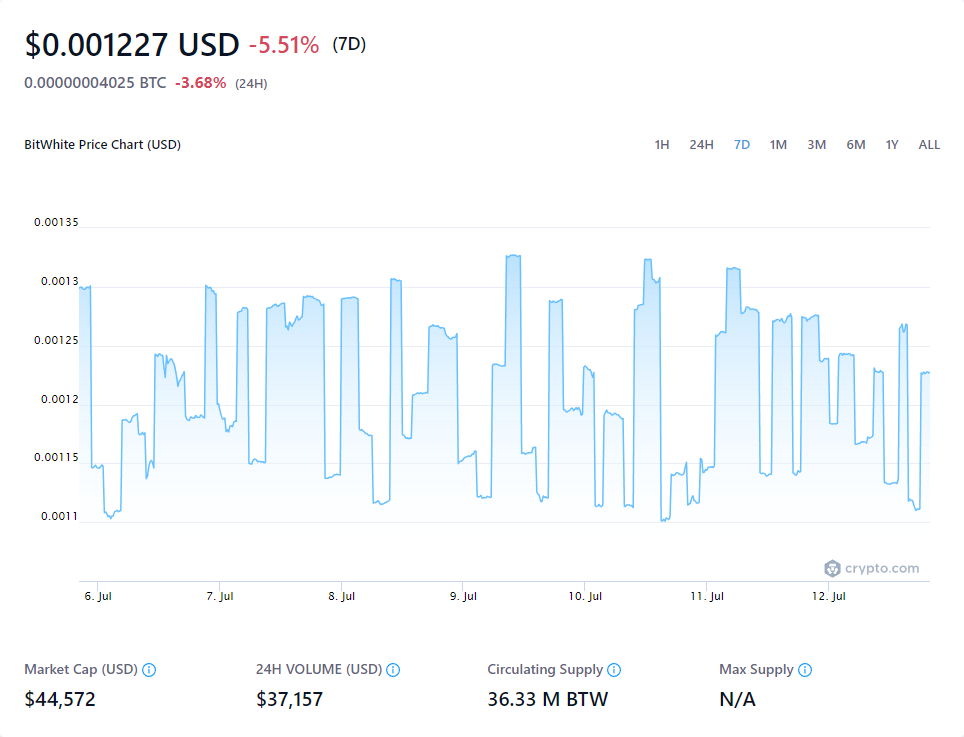 $0.001227 USD -5.51% (7D)
0.00000004025 BTC -3.68% (24H)
BitWhite Price Chart (USD)
1H 24H 7D 1M 3M 6M 1Y ALL
0.00135
0.0013
0.00125
0.0012
0.00115
0.0011
crypto.com
6. Jul 7. Jul 8. Jul 9. Jul 10. Jul 11. Jul 12. Jul
Market Cap (USD) 24H VOLUME (USD) Circulating Supply Max Supply
$44,572 $37,157 36.33 M BTW N/A